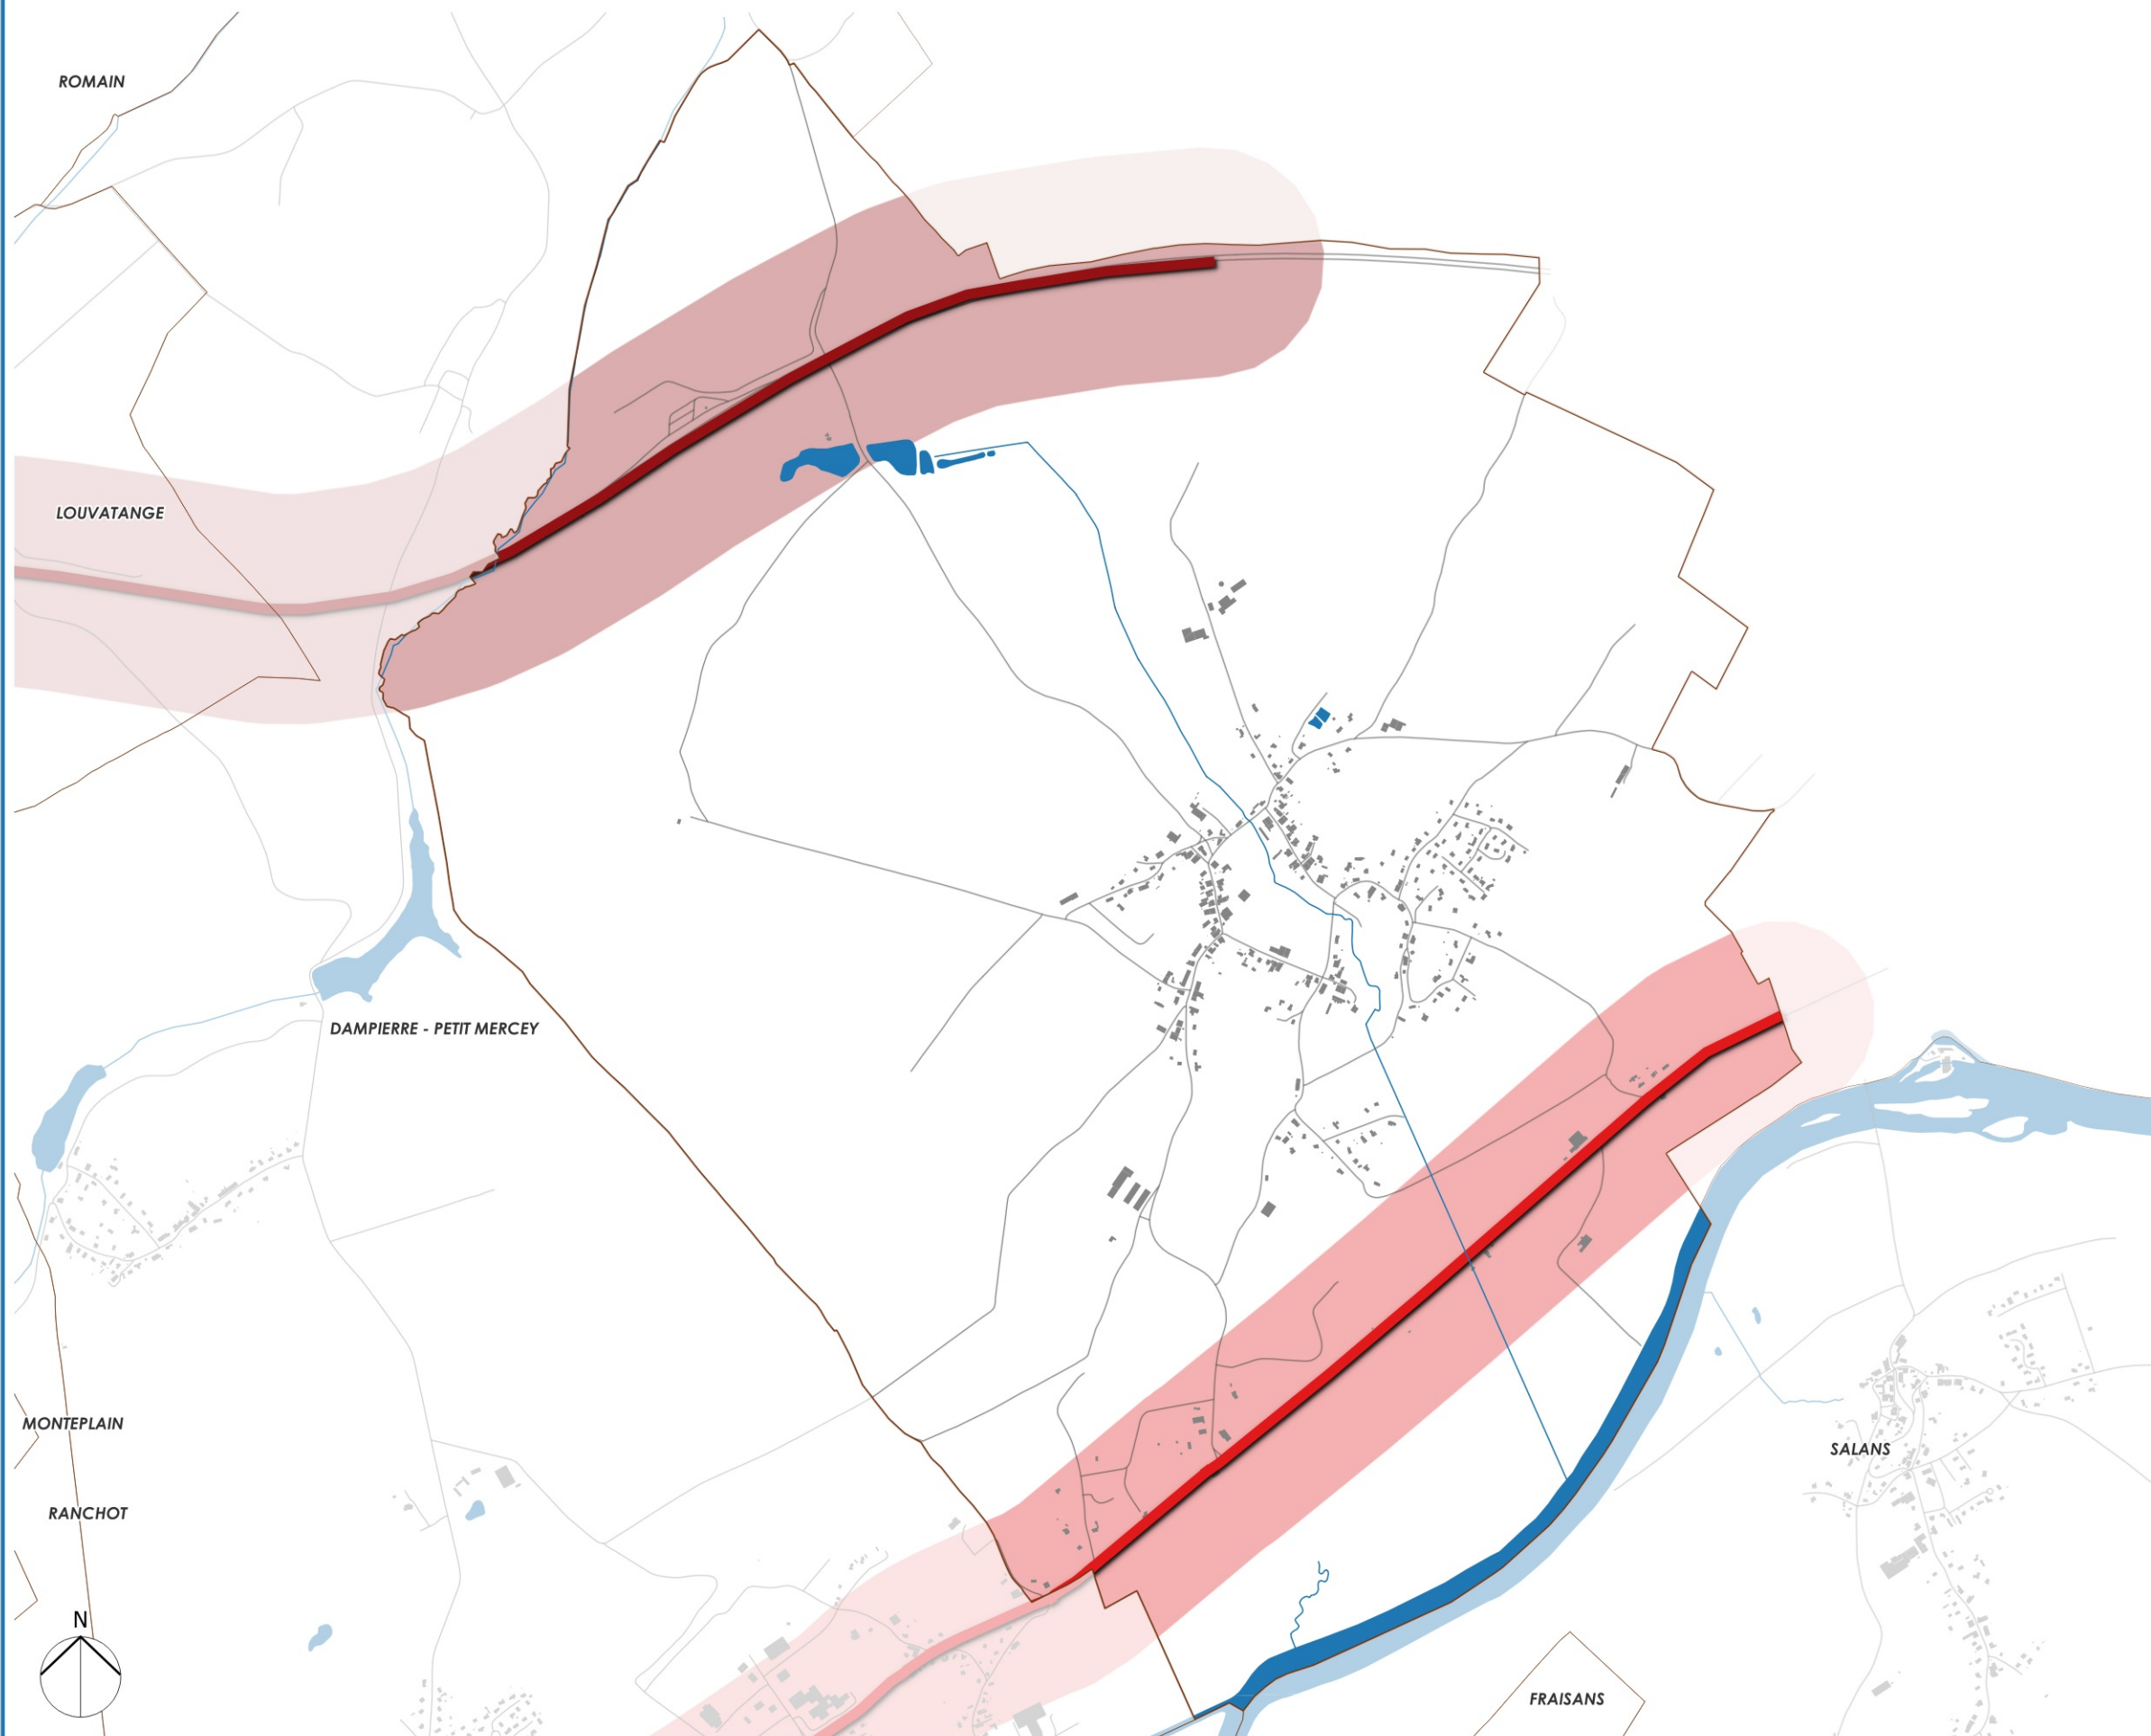 ROMAIN
LOUVATANGE
DAMPIERRE - PETIT MERCEY
MONTEPLAIN
SALANS
RANCHOT
N
FRAISANS